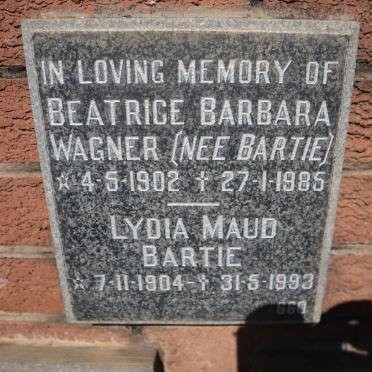 IN LOVING MEMORY OF
BEATRICE BARBARA
WAGNER (NEE BARTIE)
☆ 4-5-1902 † 27-1-1985
LYDIA MAUD
BARTIE
☆ 7-11-1904-† 31-5-1993